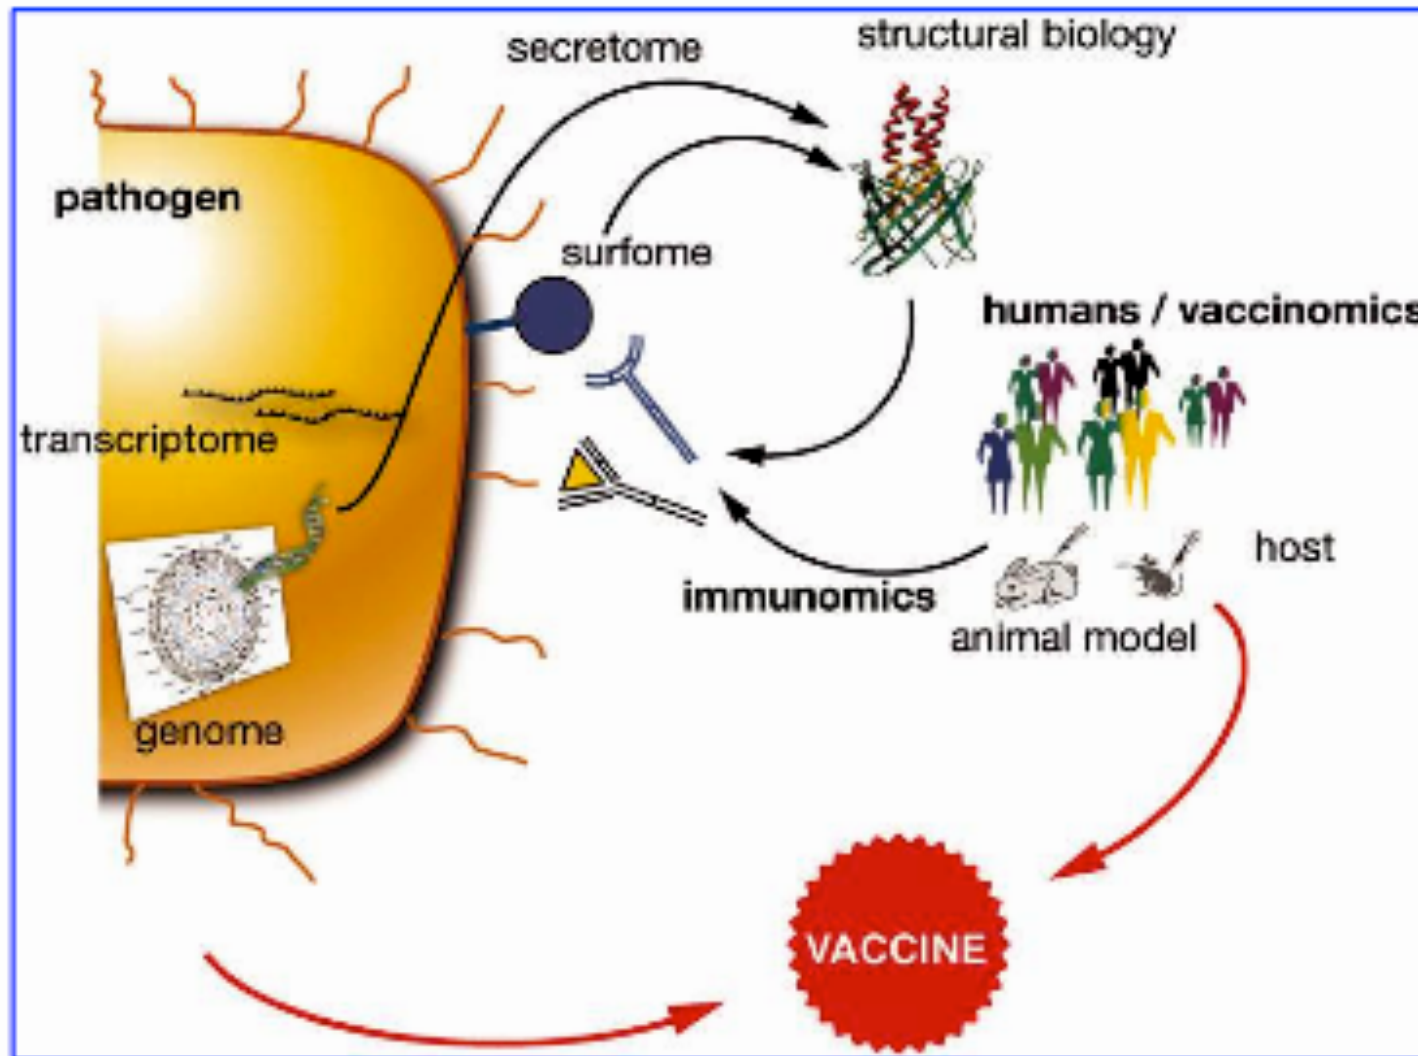 secretome
structural biology
pathogen
surfome
humans / vaccinomics
transcriptome
host
immunomics
animal model
genome
VACCINE